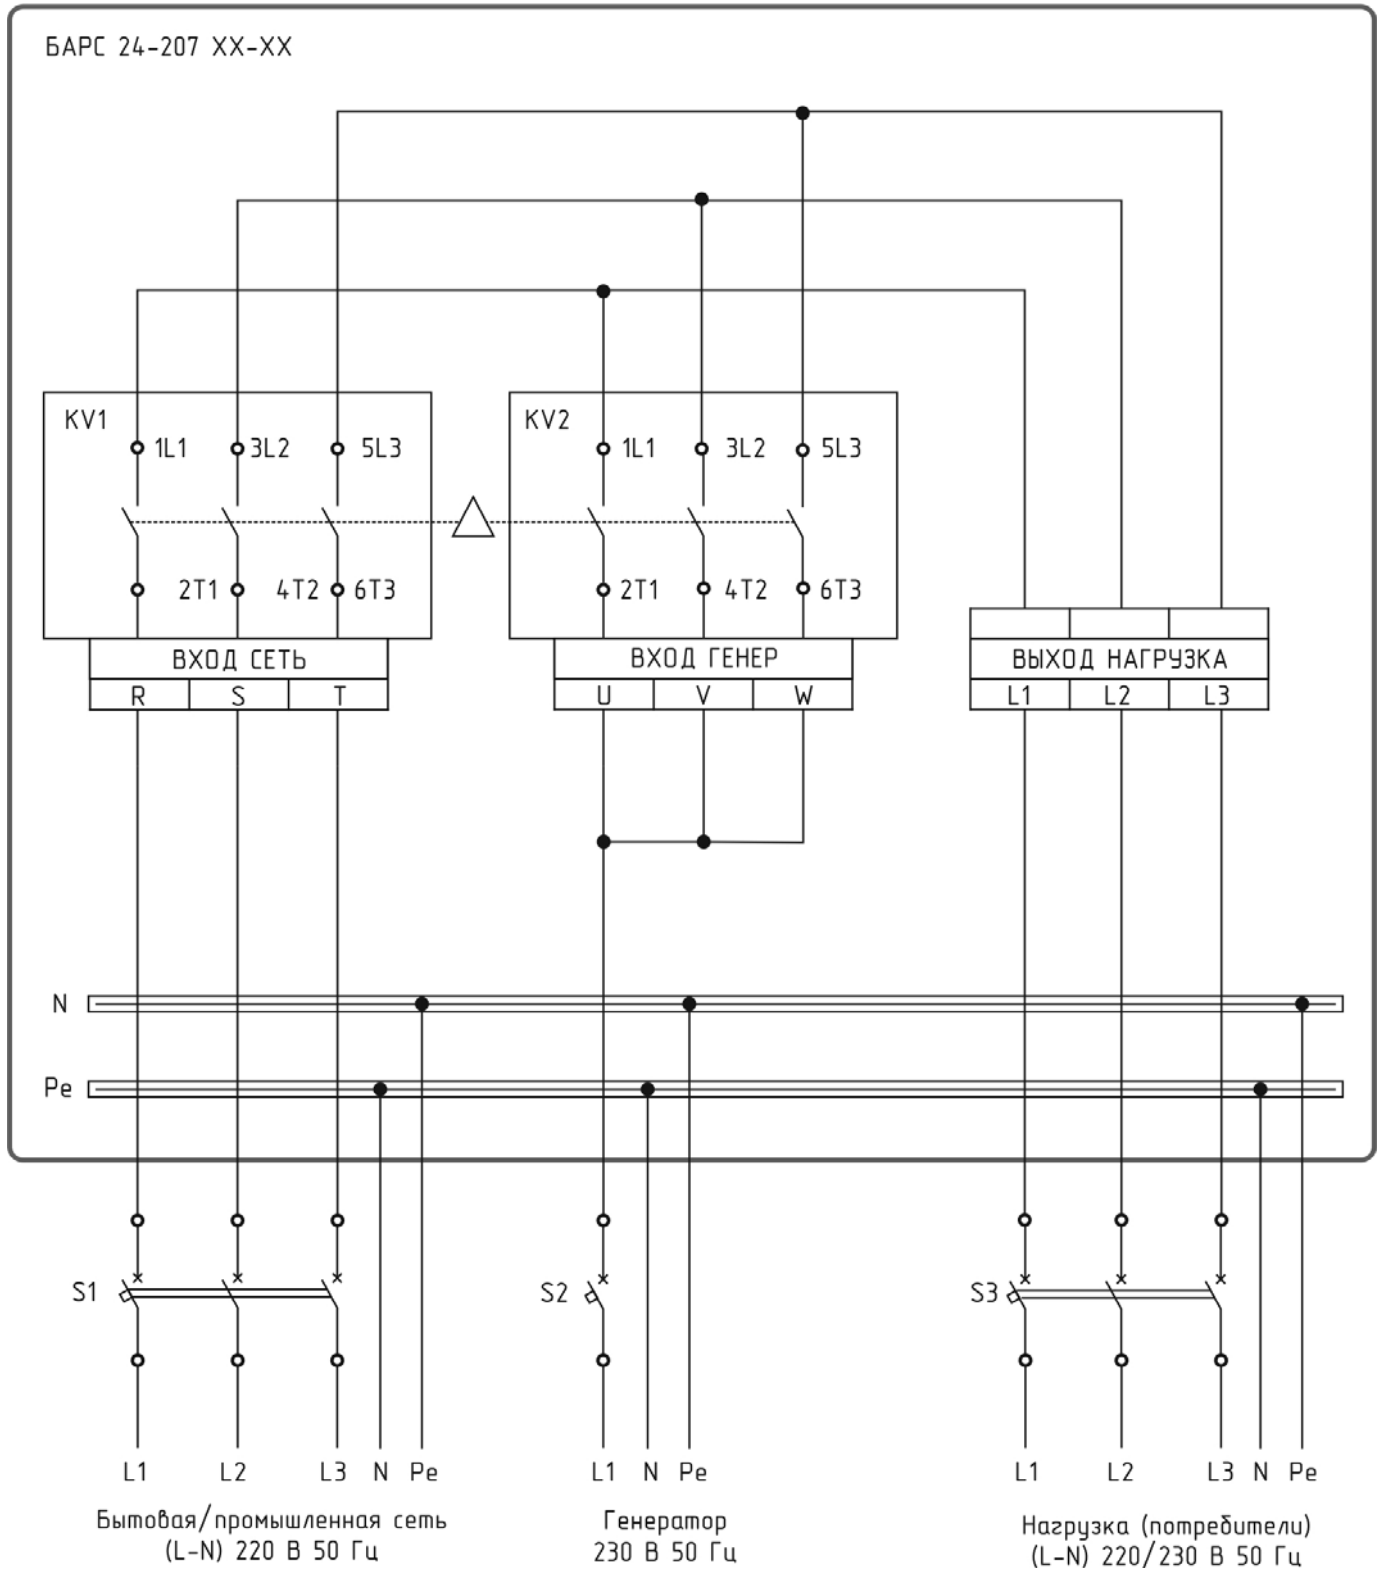 БАРС 24-207 XX-XX
KV1
1L1 3L2 5L3
KV2
1L1 3L2 5L3
2T1 4T2 6T3
2T1 4T2 6T3
ВХОД СЕТЬ
R S T
ВХОД ГЕНЕР
U V W
ВЫХОД НАГРУЗКА
L1 L2 L3
N
Pe
S1
S2
S3
L1 L2 L3 N Pe
Бытовая/промышленная сеть
(L-N) 220 В 50 Гц
L1 N Pe
Генератор
230 В 50 Гц
L1 L2 L3 N Pe
Нагрузка (потребители)
(L-N) 220/230 В 50 Гц